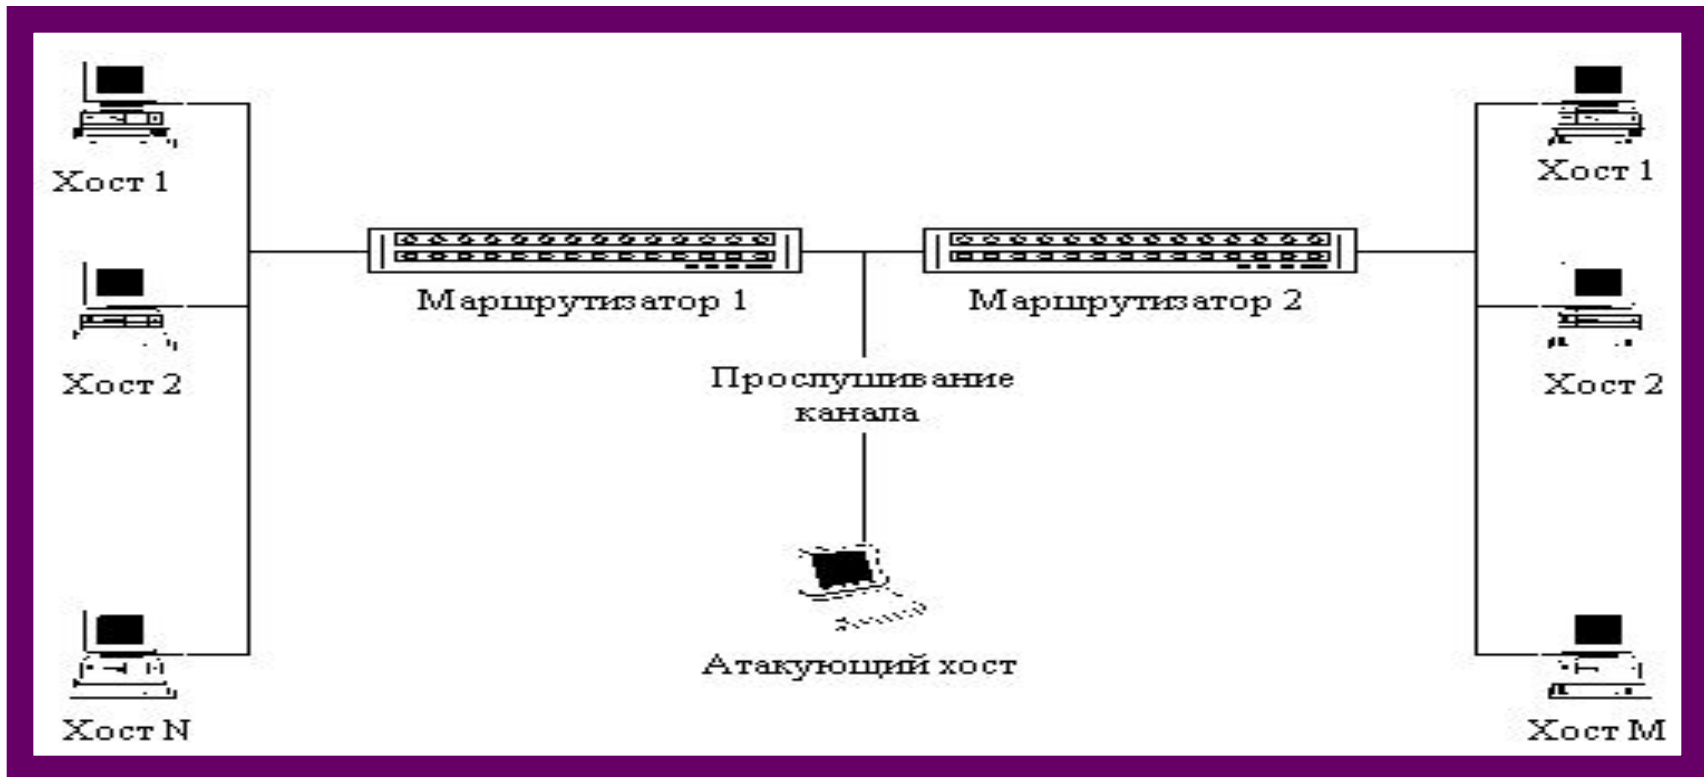 Хост 1
Хост 1
Маршрутизатор 1
Маршрутизатор 2
Хост 2
Хост 2
Прослушивание
канала
Атакующий хост
Хост N
Хост M